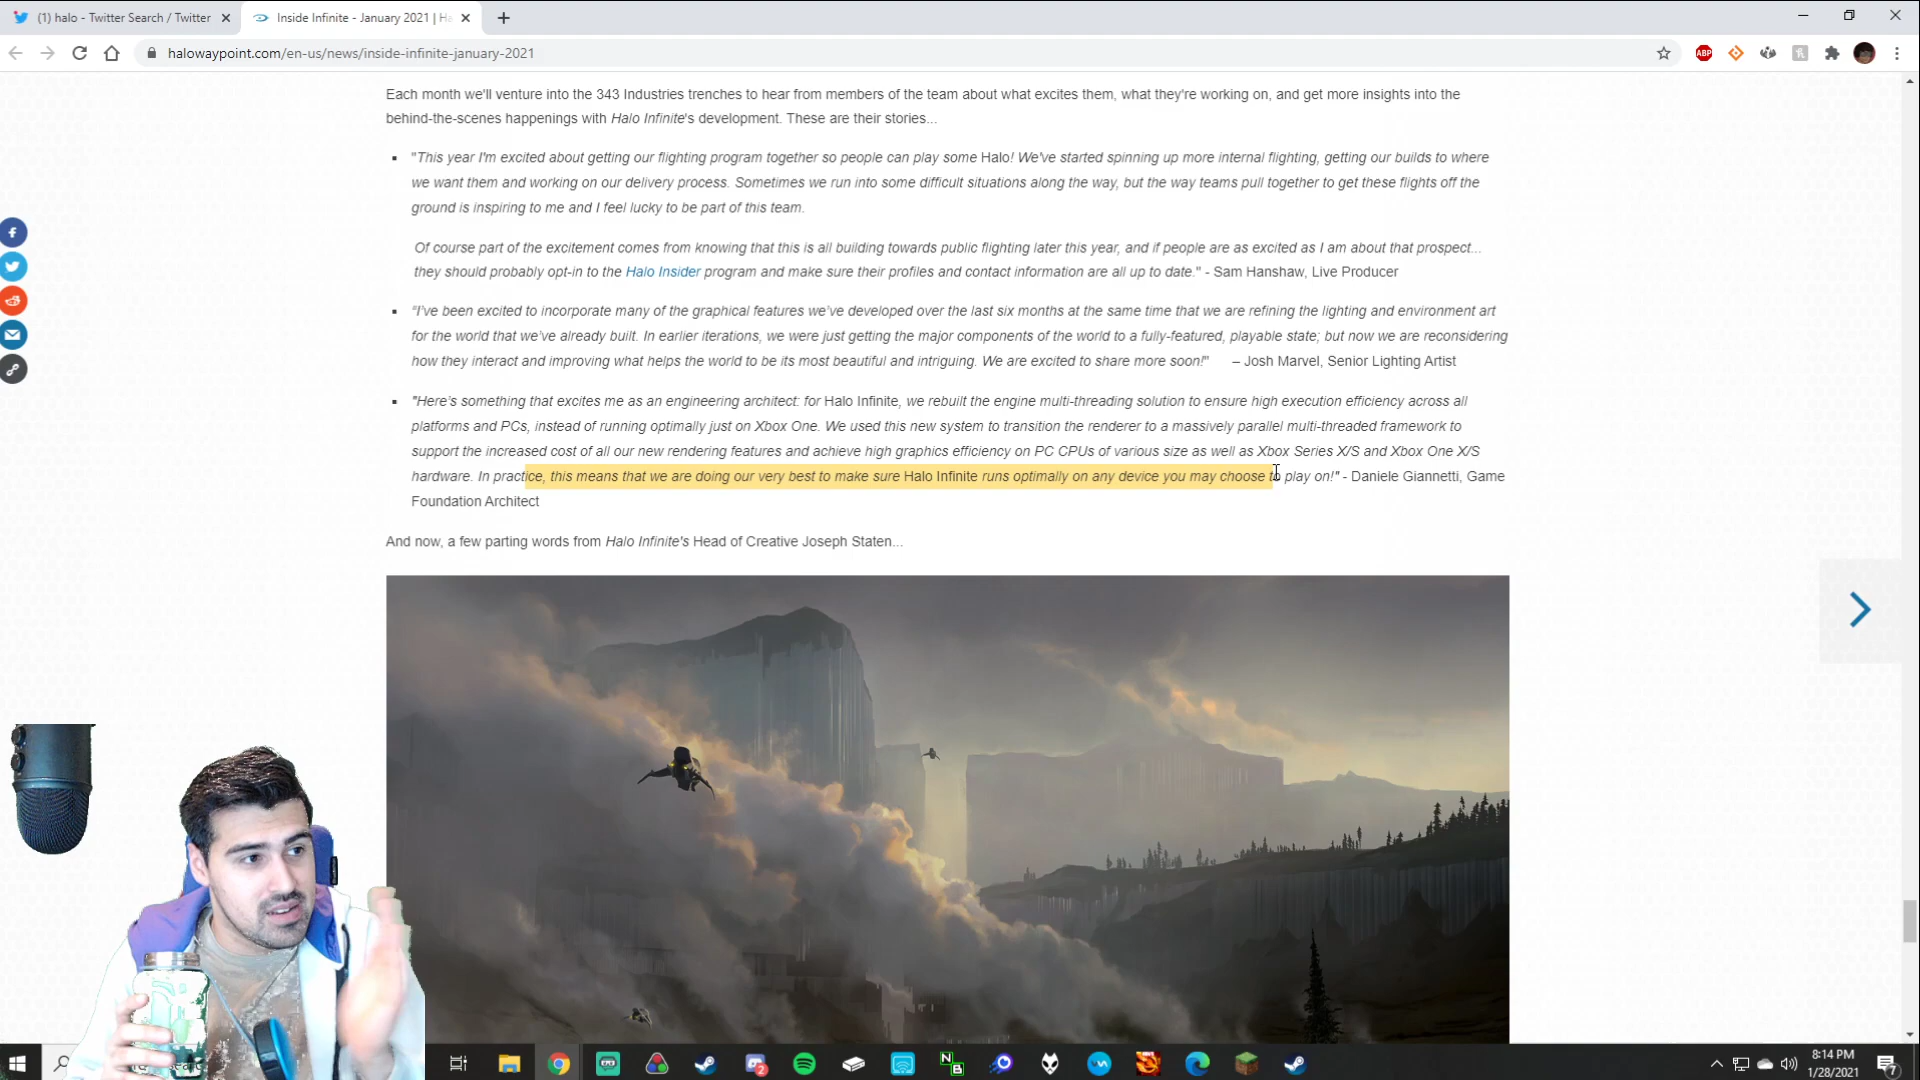 (1) halo - Twitter Search / Twitter
Inside Infinite - January 2021 | Ha
halowaypoint.com/en-us/news/inside-infinite-january-2021
ABP
Each month we'll venture into the 343 Industries trenches to hear from members of the team about what excites them, what they're working on, and get more insights into the
behind-the-scenes happenings with Halo Infinite's development. These are their stories...
"This year I'm excited about getting our flighting program together so people can play some Halo! We've started spinning up more internal flighting, getting our builds to where
we want them and working on our delivery process. Sometimes we run into some difficult situations along the way, but the way teams pull together to get these flights off the
ground is inspiring to me and I feel lucky to be part of this team.
Of course part of the excitement comes from knowing that this is all building towards public flighting later this year, and if people are as excited as I am about that prospect...
they should probably opt-in to the Halo Insider program and make sure their profiles and contact information are all up to date." - Sam Hanshaw, Live Producer
"I've been excited to incorporate many of the graphical features we've developed over the last six months at the same time that we are refining the lighting and environment art
for the world that we've already built. In earlier iterations, we were just getting the major components of the world to a fully-featured, playable state; but now we are reconsidering
how they interact and improving what helps the world to be its most beautiful and intriguing. We are excited to share more soon!" – Josh Marvel, Senior Lighting Artist
"Here's something that excites me as an engineering architect: for Halo Infinite, we rebuilt the engine multi-threading solution to ensure high execution efficiency across all
platforms and PCs, instead of running optimally just on Xbox One. We used this new system to transition the renderer to a massively parallel multi-threaded framework to
support the increased cost of all our new rendering features and achieve high graphics efficiency on PC CPUs of various size as well as Xbox Series X/S and Xbox One X/S
hardware. In practice, this means that we are doing our very best to make sure Halo Infinite runs optimally on any device you may choose to play on!" - Daniele Giannetti, Game
Foundation Architect
And now, a few parting words from Halo Infinite's Head of Creative Joseph Staten...
2
N
B
8:14 PM
1/28/2021
7